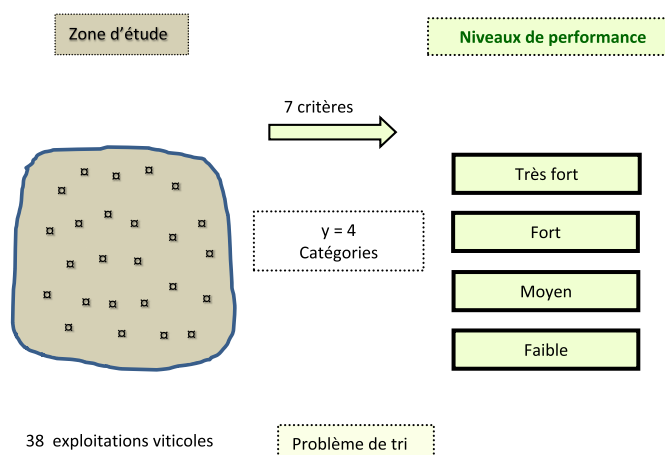 Zone d'étude
Niveaux de performance
7 critères
y = 4
Catégories
Très fort
Fort
Moyen
Faible
38 exploitations viticoles
Problème de tri